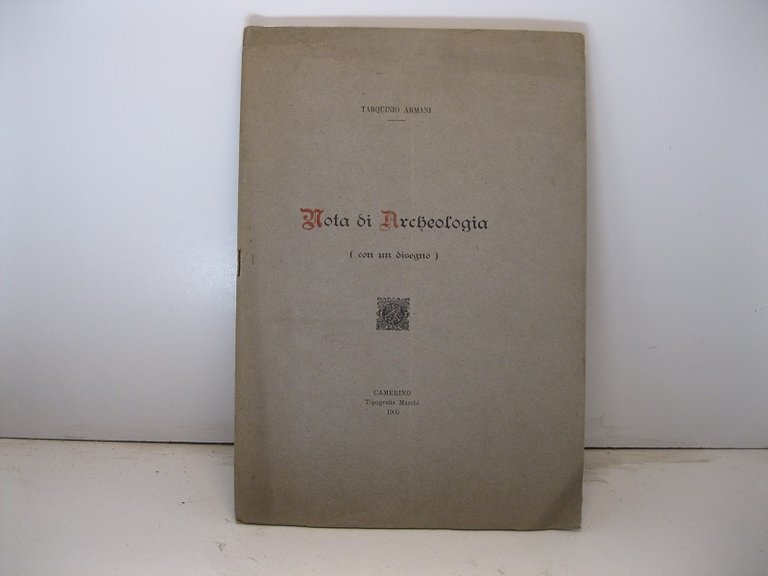 TARQUINIO ARMANI
Nota di Archeologia
( con un disegno )
CAMERINO
Tipografia Marchi